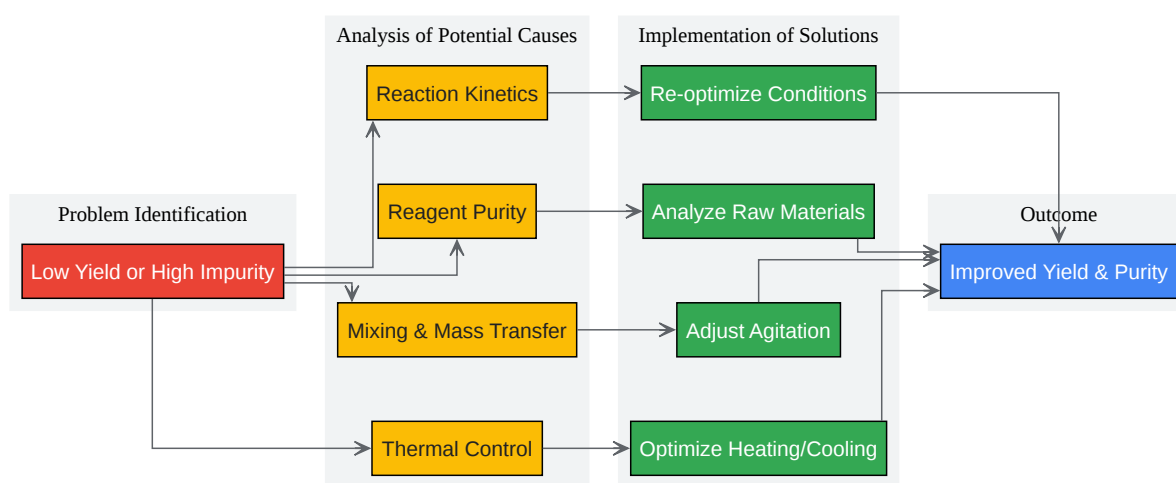 Analysis of Potential Causes
Implementation of Solutions
Reaction Kinetics
Re-optimize Conditions
Reagent Purity
Analyze Raw Materials
Problem Identification
Outcome
Low Yield or High Impurity
Improved Yield & Purity
Mixing & Mass Transfer
Adjust Agitation
Thermal Control
Optimize Heating/Cooling